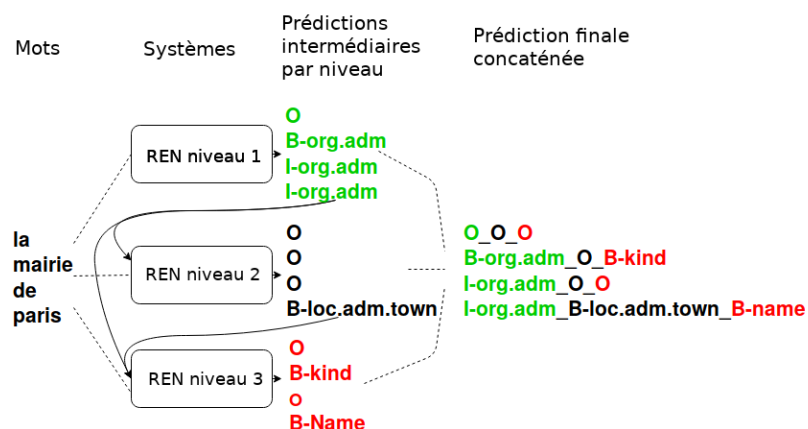 Mots
Systèmes
Prédictions
intermédiaires
par niveau
Prédiction finale
concaténée
la
mairie
de
paris
REN niveau 1
O
B-org.adm
I-org.adm
I-org.adm
REN niveau 2
O
O
O
B-loc.adm.town
REN niveau 3
O
B-kind
O
B-Name
O_O_O
B-org.adm_O_B-kind
I-org.adm_O_O
I-org.adm_B-loc.adm.town_B-name